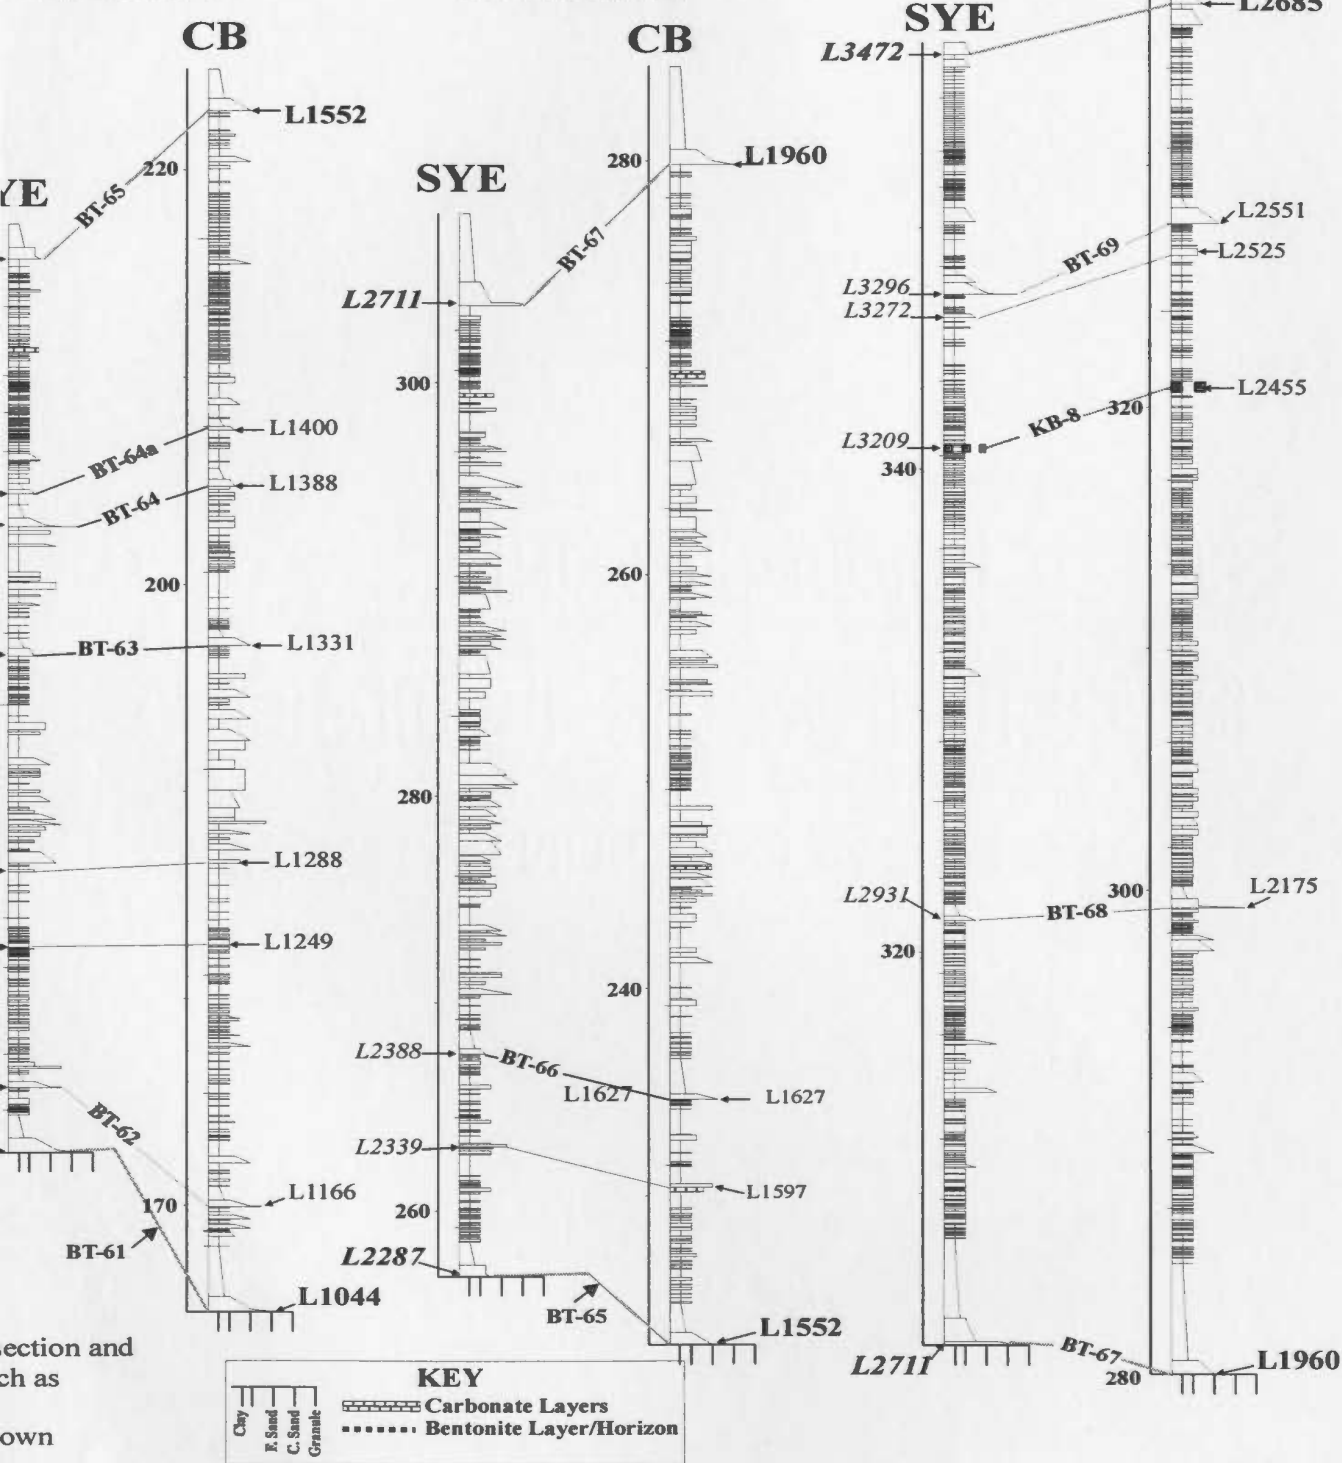 CB
L1552
220
BT-65
YE
L1400
BT-64a
L1388
BT-64
200
BT-63
L1331
L1288
L1249
BT-62
L1166
170
BT-61
L1044
CB
SYE
280
L1960
BT-67
L2711
300
260
280
240
L2388
BT-66
L1627
L1627
L2339
L1597
260
L2287
BT-65
L1552
SYE
L2685
L3472
L2551
BT-69
L2525
L3296
L3272
L2455
320
KB-8
L3209
340
L2931
300
L2175
BT-68
320
L2711
BT-67
L1960
280
ection and
ch as
own
KEY
Clay
F. Sand
C. Sand
Granule
Carbonate Layers
Bentonite Layer/Horizon